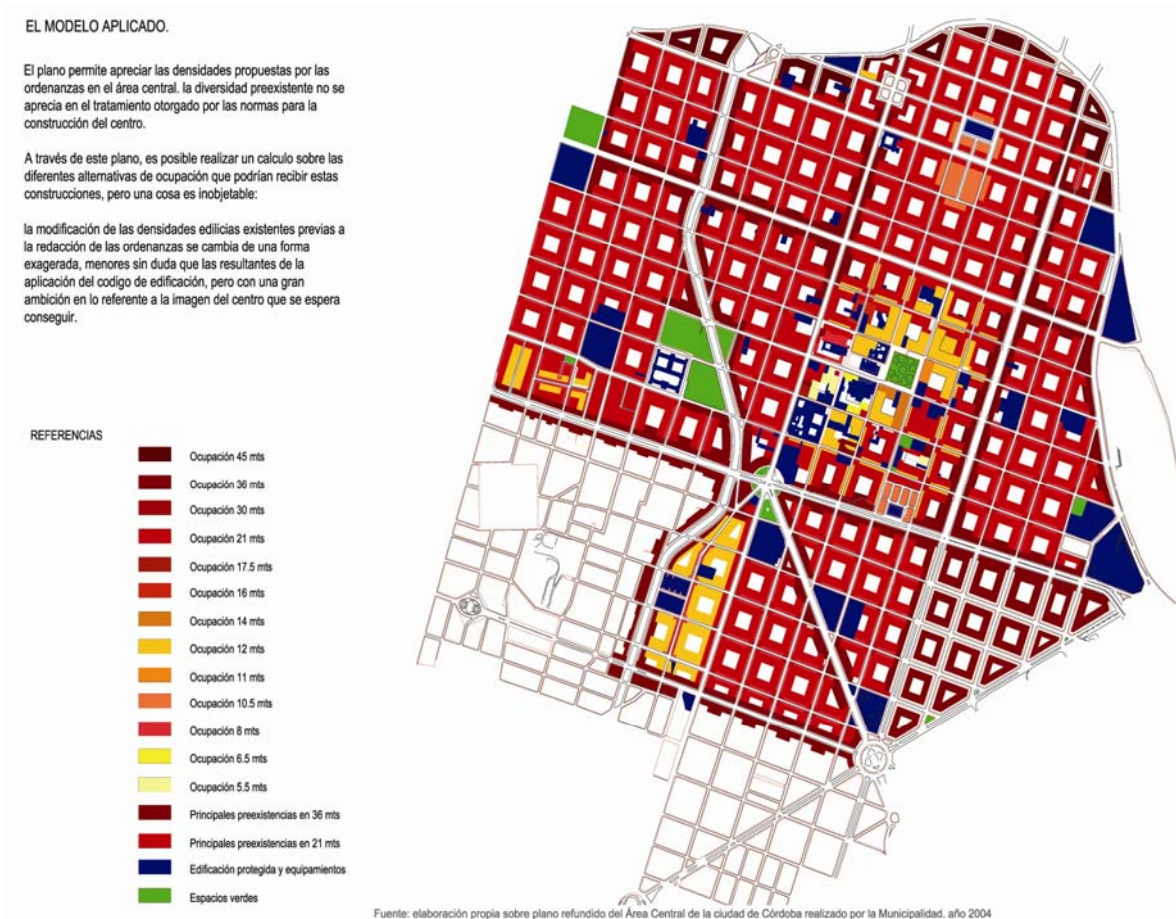 EL MODELO APLICADO.
El plano permite apreciar las densidades propuestas por las
ordenanzas en el área central. la diversidad preexistente no se
aprecia en el tratamiento otorgado por las normas para la
construcción del centro.
A través de este plano, es posible realizar un calculo sobre las
diferentes alternativas de ocupación que podrían recibir estas
construcciones, pero una cosa es inobjetable:
la modificación de las densidades edilicias existentes previas a
la redacción de las ordenanzas se cambia de una forma
exagerada, menores sin duda que las resultantes de la
aplicación del codigo de edificación, pero con una gran
ambición en lo referente a la imagen del centro que se espera
conseguir.
REFERENCIAS
Ocupación 45 mts
Ocupación 36 mts
Ocupación 30 mts
Ocupación 21 mts
Ocupación 17.5 mts
Ocupación 16 mts
Ocupación 14 mts
Ocupación 12 mts
Ocupación 11 mts
Ocupación 10.5 mts
Ocupación 8 mts
Ocupación 6.5 mts
Ocupación 5.5 mts
Principales preexistencias en 36 mts
Principales preexistencias en 21 mts
Edificación protegida y equipamientos
Espacios verdes
Fuente: elaboración propia sobre plano refundido del Área Central de la ciudad de Córdoba realizado por la Municipalidad. año 2004